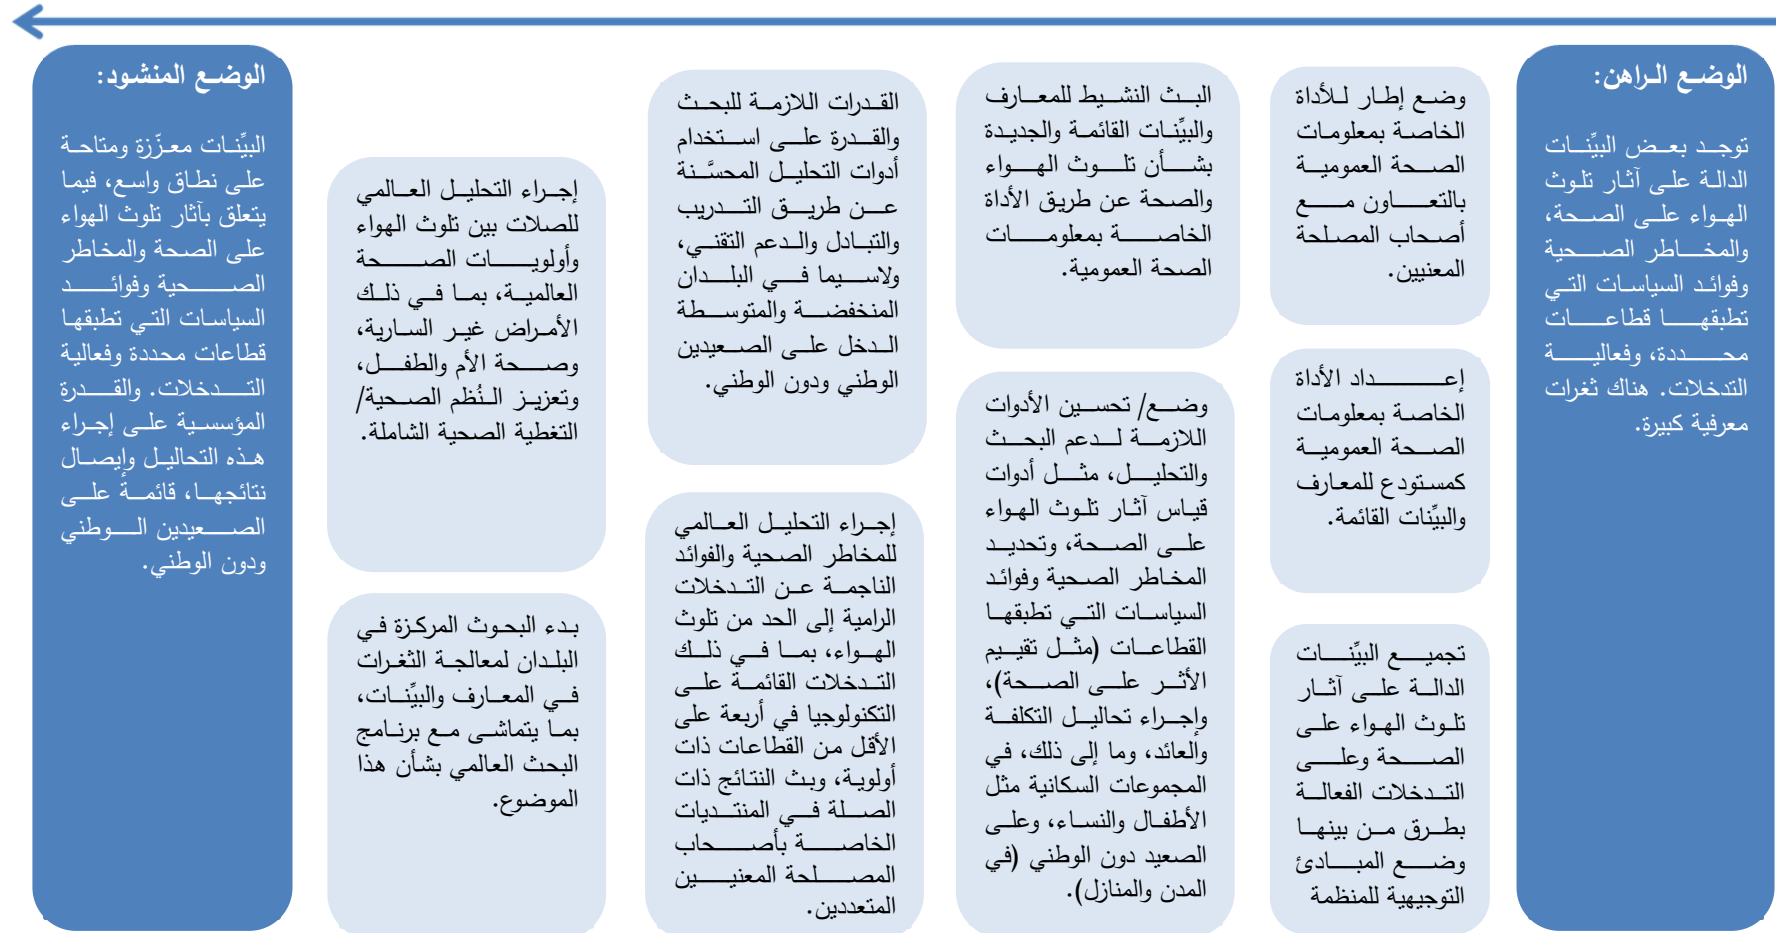 الوضع الراهن:
توجد بعض البيِّنات
الدالة على آثار تلوث
الهواء على الصحة،
والمخاطر الصحية
وفوائد السياسات التي
تطبقها قطاعات
محددة، وفعالية
التدخلات. هناك ثغرات
معرفية كبيرة.
وضع إطار للأداة
الخاصة بمعلومات
الصحة العمومية
بالتعاون مع
أصحاب المصلحة
المعنيين.
إعداد الأداة
الخاصة بمعلومات
الصحة العمومية
كمستودع للمعارف
والبيِّنات القائمة.
تجميع البيِّنات
الدالة على آثار
تلوث الهواء على
الصحة وعلى
التدخلات الفعالة
بطرق من بينها
وضع المبادئ
التوجيهية للمنظمة
البث النشيط للمعارف
والبيِّنات القائمة والجديدة
بشأن تلوث الهواء
والصحة عن طريق الأداة
الخاصة بمعلومات
الصحة العمومية.
وضع/ تحسين الأدوات
اللازمة لدعم البحث
والتحليل، مثل أدوات
قياس آثار تلوث الهواء
على الصحة، وتحديد
المخاطر الصحية وفوائد
السياسات التي تطبقها
القطاعات (مثل تقييم
الأثر على الصحة)،
وإجراء تحاليل التكلفة
والعائد، وما إلى ذلك، في
المجموعات السكانية مثل
الأطفال والنساء، وعلى
الصعيد دون الوطني (في
المدن والمنازل).
القدرات اللازمة للبحث
والقدرة على استخدام
أدوات التحليل المحسَّنة
عن طريق التدريب
والتبادل والدعم التقني،
ولاسيما في البلدان
المنخفضة والمتوسطة
الدخل على الصعيدين
الوطني ودون الوطني.
إجراء التحليل العالمي
للمخاطر الصحية والفوائد
الناجمة عن التدخلات
الرامية إلى الحد من تلوث
الهواء، بما في ذلك
التدخلات القائمة على
التكنولوجيا في أربعة على
الأقل من القطاعات ذات
أولوية، وبث النتائج ذات
الصلة في المنتديات
الخاصة بأصحاب
المصلحة المعنيين
المتعددين.
إجراء التحليل العالمي
للصلات بين تلوث الهواء
وأولويات الصحة
العالمية، بما في ذلك
الأمراض غير السارية،
وصحة الأم والطفل،
وتعزيز النُظم الصحية/
التغطية الصحية الشاملة.
بدء البحوث المركزة في
البلدان لمعالجة الثغرات
في المعارف والبيِّنات،
بما يتماشى مع برنامج
البحث العالمي بشأن هذا
الموضوع.
الوضع المنشود:
البيِّنات معزّزة ومتاحة
على نطاق واسع، فيما
يتعلق بآثار تلوث الهواء
على الصحة والمخاطر
الصحية وفوائد
السياسات التي تطبقها
قطاعات محددة وفعالية
التدخلات. والقدرة
المؤسسية على إجراء
هذه التحاليل وإيصال
نتائجها، قائمةٌ على
الصعيدين الوطني
ودون الوطني.